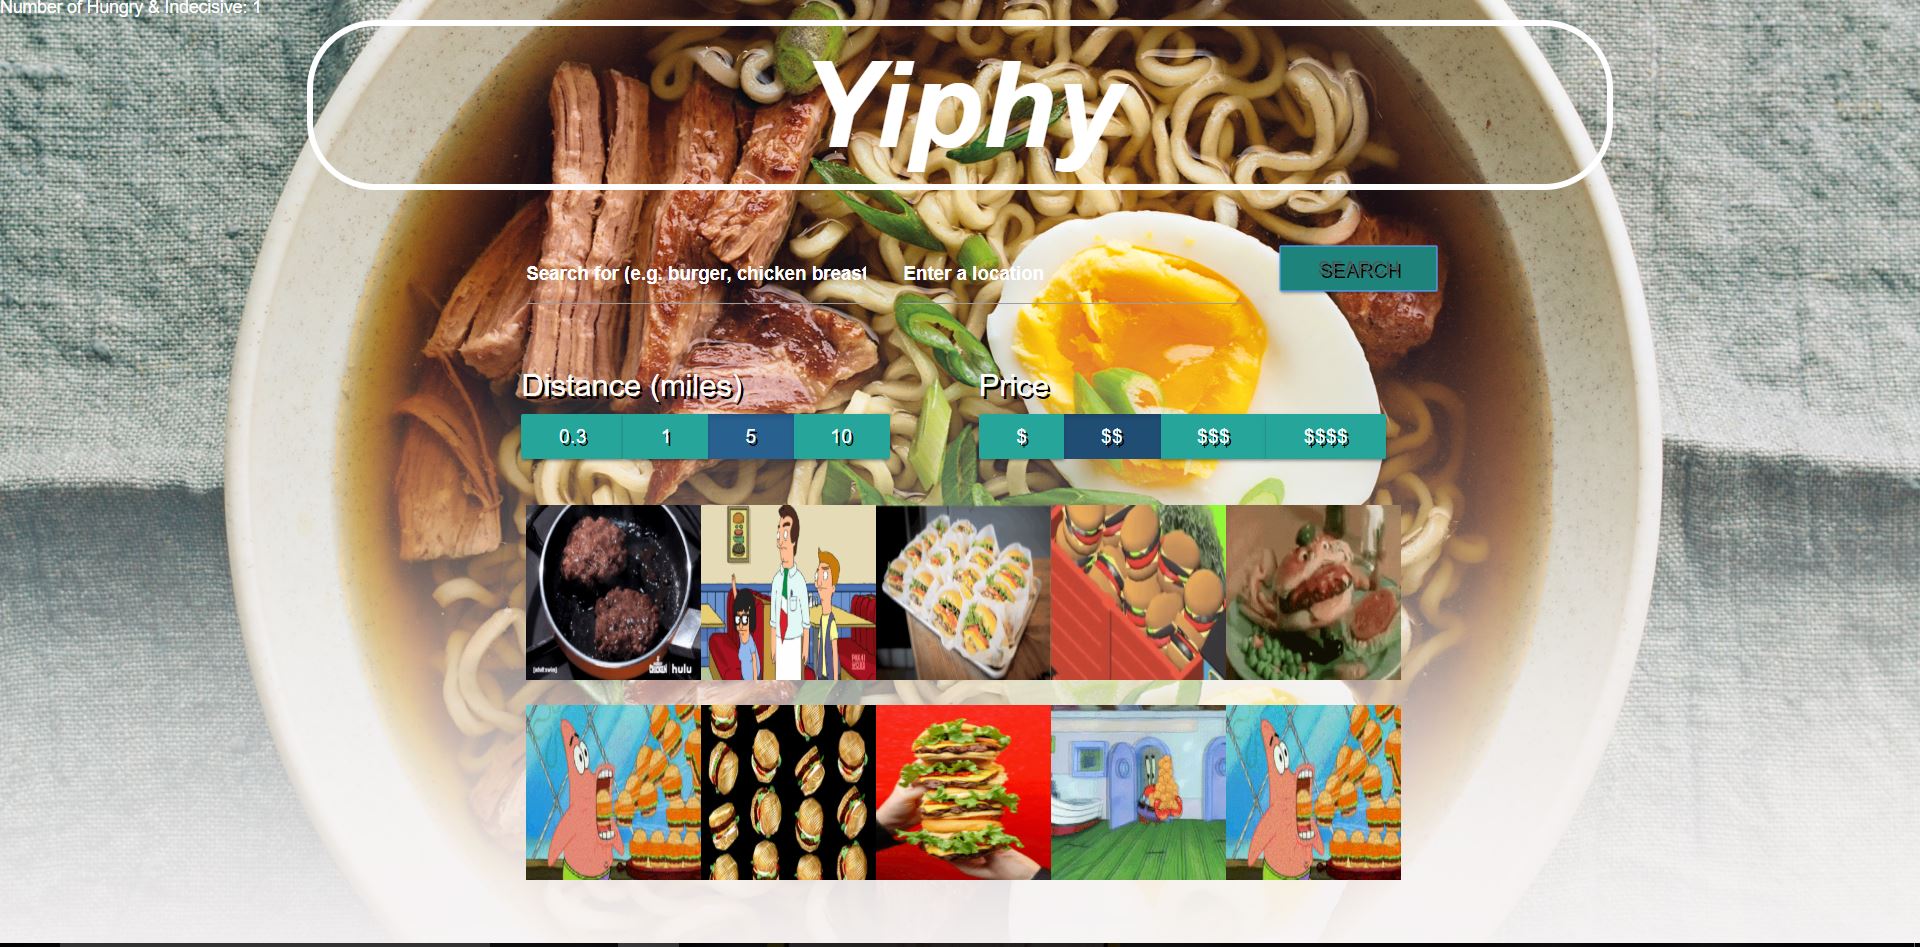 Number of Hungry & Indecisive: 1
Yiphy
Search for (e.g. burger, chicken breast
Enter a location
SEARCH
Distance (miles)
Price
0.3 1 5 10
$ $$ $$$ $$$$
[adult swim]
CHICKEN hulu